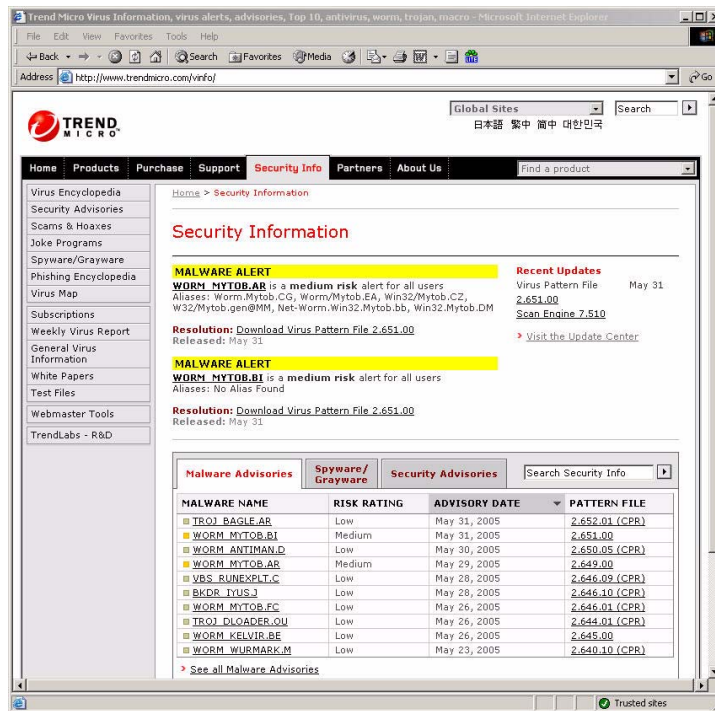 Trend Micro Virus Information, virus alerts, advisories, Top 10, antivirus, worm, trojan, macro - Microsoft Internet Explorer
File Edit View Favorites Tools Help
Back Search Favorites Media
Address http://www.trendmicro.com/vinfo/ Go
Global Sites Search
TREND MICRO
日本語 繁中 简中 대한민국
Home Products Purchase Support Security Info Partners About Us Find a product
Virus Encyclopedia
Security Advisories
Scams & Hoaxes
Joke Programs
Spyware/Grayware
Phishing Encyclopedia
Virus Map
Subscriptions
Weekly Virus Report
General Virus
Information
White Papers
Test Files
Webmaster Tools
TrendLabs - R&D
Home > Security Information
Security Information
MALWARE ALERT
WORM_MYTOB.AR is a medium risk alert for all users
Aliases: Worm.Mytob.CG, Worm/Mytob.EA, Win32/Mytob.CZ,
W32/Mytob.gen@MM, Net-Worm.Win32.Mytob.bb, Win32.Mytob.DM
Resolution: Download Virus Pattern File 2.651.00
Released: May 31
MALWARE ALERT
WORM_MYTOB.BI is a medium risk alert for all users
Aliases: No Alias Found
Resolution: Download Virus Pattern File 2.651.00
Released: May 31
Recent Updates
Virus Pattern File May 31
2.651.00
Scan Engine 7.510
Visit the Update Center
Malware Advisories
Spyware/
Grayware
Security Advisories
Search Security Info
MALWARE NAME RISK RATING ADVISORY DATE PATTERN FILE
TROJ_BAGLE.AR Low May 31, 2005 2.652.01 (CPR)
WORM_MYTOB.BI Medium May 31, 2005 2.651.00
WORM_ANTIMAN.D Low May 30, 2005 2.650.05 (CPR)
WORM_MYTOB.AR Medium May 29, 2005 2.649.00
VBS_RUNEXPLT.C Low May 28, 2005 2.646.09 (CPR)
BKDR_IYUS.J Low May 28, 2005 2.646.10 (CPR)
WORM_MYTOB.FC Low May 26, 2005 2.646.01 (CPR)
TROJ_DLOADER.OU Low May 26, 2005 2.644.01 (CPR)
WORM_KELVIR.BE Low May 26, 2005 2.645.00
WORM_WURMARK.M Low May 23, 2005 2.640.10 (CPR)
See all Malware Advisories
Trusted sites